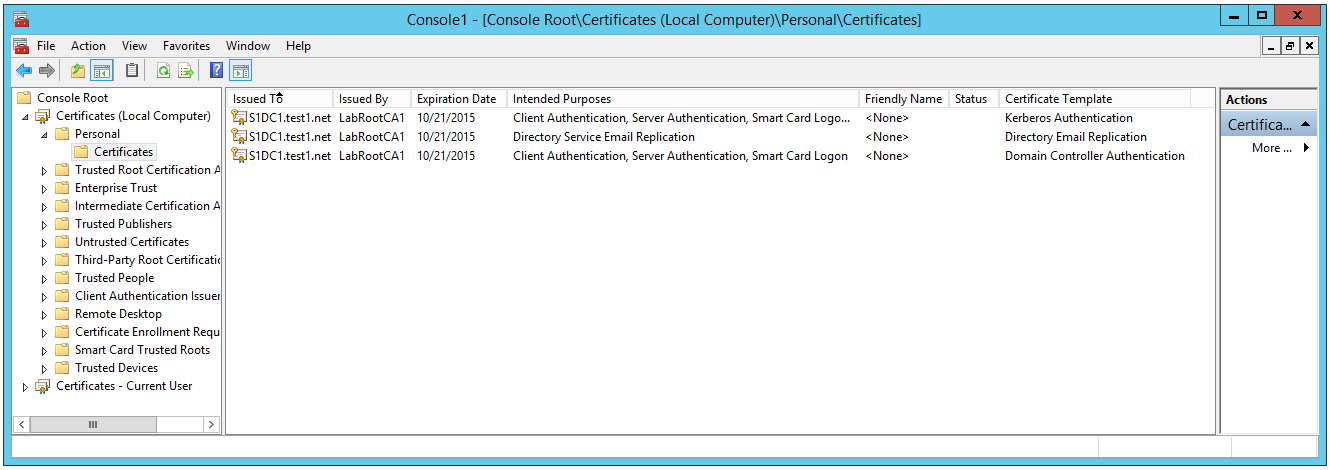 Console1 - [Console Root\Certificates (Local Computer)\Personal\Certificates]
File Action View Favorites Window Help
Console Root
Certificates (Local Computer)
Personal
Certificates
Trusted Root Certification A
Enterprise Trust
Intermediate Certification A
Trusted Publishers
Untrusted Certificates
Third-Party Root Certificatio
Trusted People
Client Authentication Issuer
Remote Desktop
Certificate Enrollment Requ
Smart Card Trusted Roots
Trusted Devices
Certificates - Current User
Issued To Issued By Expiration Date Intended Purposes Friendly Name Status Certificate Template
S1DC1.test1.net LabRootCA1 10/21/2015 Client Authentication, Server Authentication, Smart Card Logo... <None> Kerberos Authentication
S1DC1.test1.net LabRootCA1 10/21/2015 Directory Service Email Replication <None> Directory Email Replication
S1DC1.test1.net LabRootCA1 10/21/2015 Client Authentication, Server Authentication, Smart Card Logon <None> Domain Controller Authentication
Actions
Certifica...
More ...